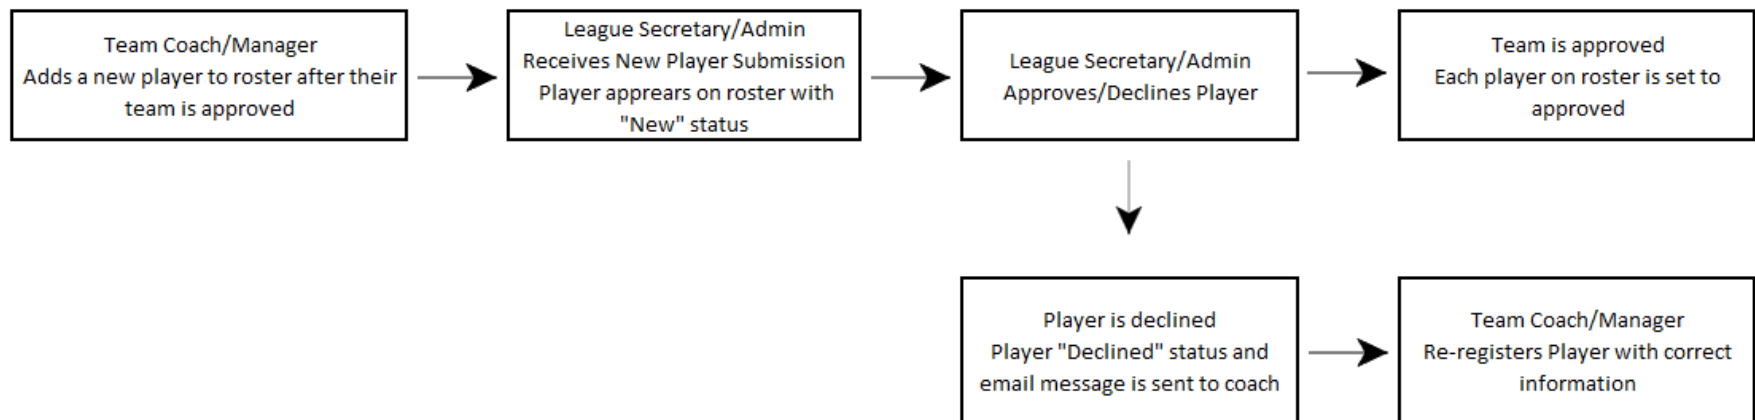 Team Coach/Manager
Adds a new player to roster after their
team is approved
League Secretary/Admin
Receives New Player Submission
Player apprears on roster with
"New" status
League Secretary/Admin
Approves/Declines Player
Team is approved
Each player on roster is set to
approved
Player is declined
Player "Declined" status and
email message is sent to coach
Team Coach/Manager
Re-registers Player with correct
information